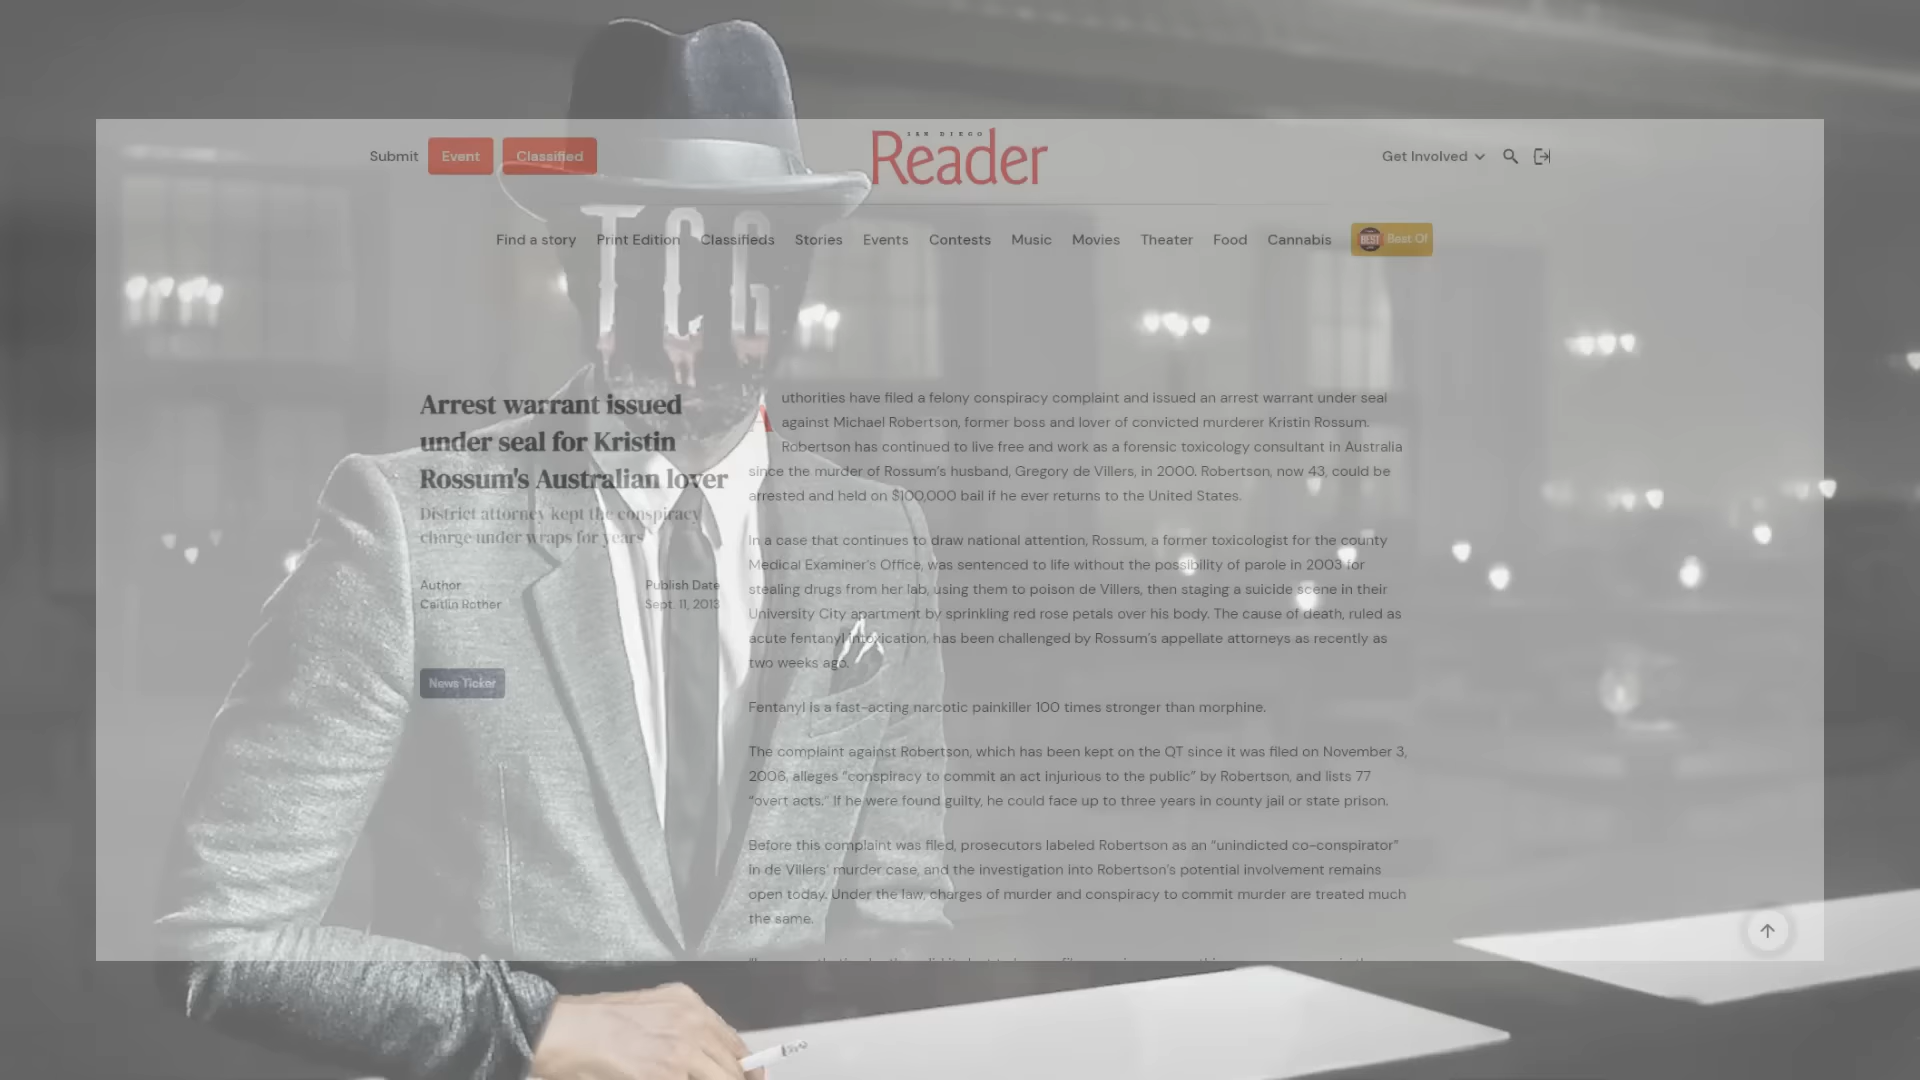 SAN DIEGO
Submit Event Classified Reader Get Involved
Find a story Print Edition Classifieds Stories Events Contests Music Movies Theater Food Cannabis BEST Best Of
TCG
Arrest warrant issued
under seal for Kristin
Rossum's Australian lover
District attorney kept the conspiracy
charge under wraps for years
Author Publish Date
Caitlin Rother Sept. 11, 2013
News Ticker
Authorities have filed a felony conspiracy complaint and issued an arrest warrant under seal
against Michael Robertson, former boss and lover of convicted murderer Kristin Rossum.
Robertson has continued to live free and work as a forensic toxicology consultant in Australia
since the murder of Rossum’s husband, Gregory de Villers, in 2000. Robertson, now 43, could be
arrested and held on $100,000 bail if he ever returns to the United States.
In a case that continues to draw national attention, Rossum, a former toxicologist for the county
Medical Examiner’s Office, was sentenced to life without the possibility of parole in 2003 for
stealing drugs from her lab, using them to poison de Villers, then staging a suicide scene in their
University City apartment by sprinkling red rose petals over his body. The cause of death, ruled as
acute fentanyl intoxication, has been challenged by Rossum’s appellate attorneys as recently as
two weeks ago.
Fentanyl is a fast-acting narcotic painkiller 100 times stronger than morphine.
The complaint against Robertson, which has been kept on the QT since it was filed on November 3,
2006, alleges “conspiracy to commit an act injurious to the public” by Robertson, and lists 77
“overt acts.” If he were found guilty, he could face up to three years in county jail or state prison.
Before this complaint was filed, prosecutors labeled Robertson as an “unindicted co-conspirator”
in de Villers’ murder case, and the investigation into Robertson’s potential involvement remains
open today. Under the law, charges of murder and conspiracy to commit murder are treated much
the same.